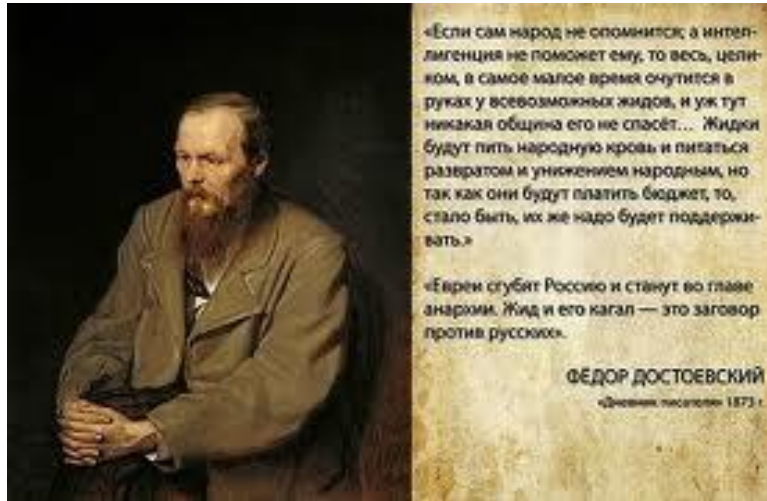 «Если сам народ не опомнится, а интел-
лигенция не поможет ему, то весь, цели-
ком, в самое малое время очутится в
руках у всевозможных жидов, и уж тут
никакая община его не спасёт... Жидки
будут пить народную кровь и питаться
развратом и унижением народным, но
так как они будут платить бюджет, то,
стало быть, их же надо будет поддержи-
вать.»
«Евреи сгубят Россию и станут во главе
анархии. Жид и его кагал — это заговор
против русских».
ФЁДОР ДОСТОЕВСКИЙ
«Дневник писателя» 1873 г.